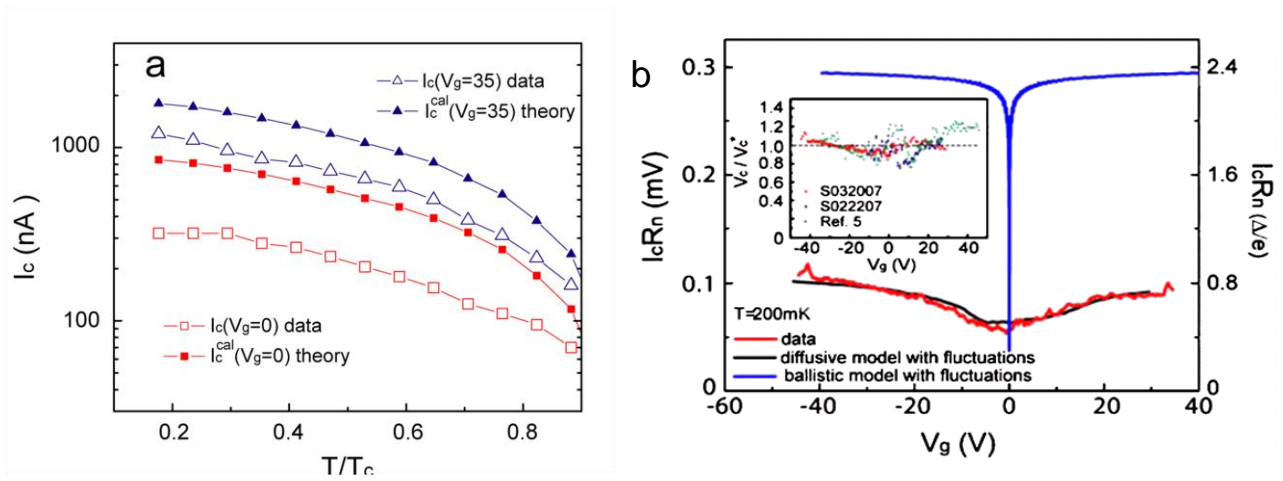 a
Ic(Vg=35) data
Ic^cal(Vg=35) theory
1000
Ic (nA)
100
Ic(Vg=0) data
Ic^cal(Vg=0) theory
0.2 0.4 0.6 0.8
T/Tc
b
0.3
0.2
0.1
0
IcRn (mV)
2.4
1.6
0.8
0
IcRn(Δ/e)
1.4
1.2
1.0
0.8
0.6
0
Vc / Vc*
S032007
S022207
Ref. 5
-40 -20 0 20 40
Vg (V)
T=200mK
data
diffusive model with fluctuations
ballistic model with fluctuations
-60 -40 -20 0 20 40
Vg (V)